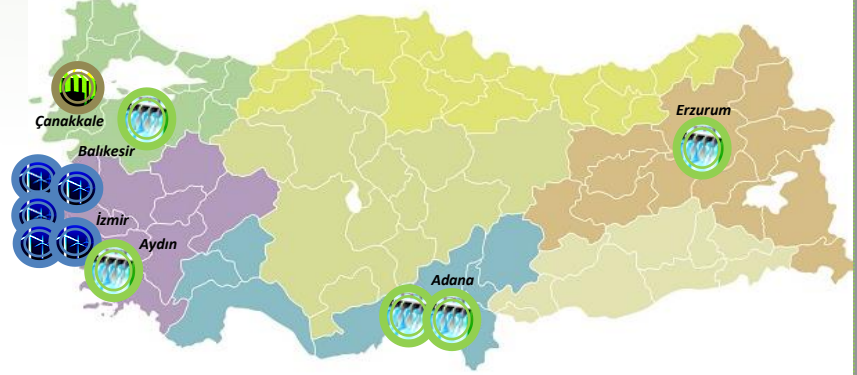 Erzurum
Çanakkale
Balıkesir
İzmir
Aydın
Adana